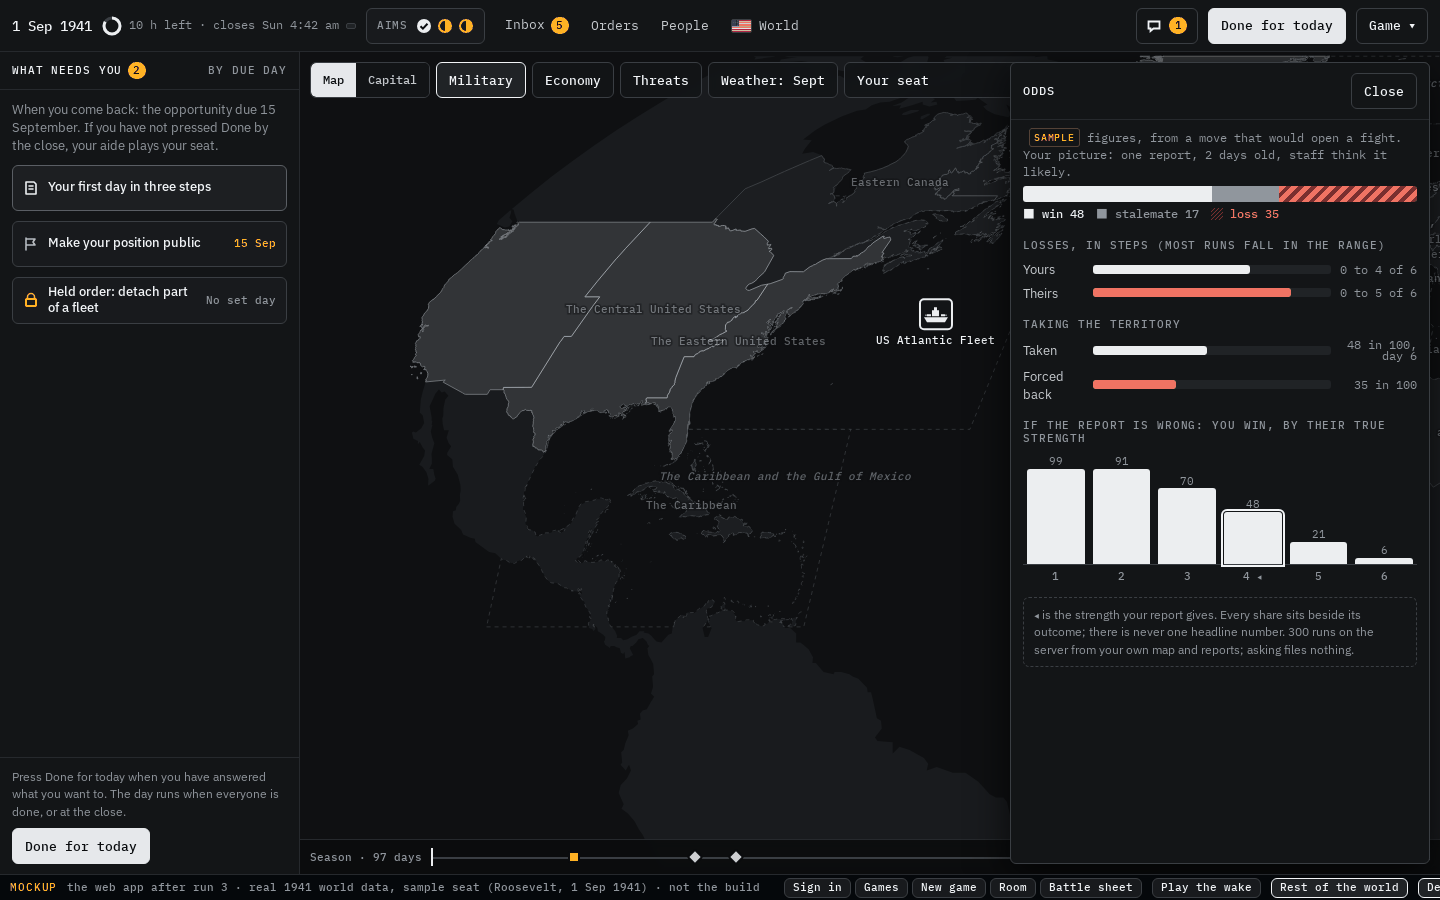 1 Sep 1941
10 h left · closes Sun 4:42 am
AIMS
Inbox 5
Orders
People
World
1
Done for today
Game ▾
WHAT NEEDS YOU 2
BY DUE DAY
When you come back: the opportunity due 15
September. If you have not pressed Done by
the close, your aide plays your seat.
Your first day in three steps
Make your position public
15 Sep
Held order: detach part
of a fleet
No set day
Press Done for today when you have answered
what you want to. The day runs when everyone is
done, or at the close.
Done for today
Map
Capital
Military
Economy
Threats
Weather: Sept
Your seat
Eastern Canada
The Central United States
The Eastern United States
US Atlantic Fleet
The Caribbean and the Gulf of Mexico
The Caribbean
Season · 97 days
ODDS
Close
SAMPLE figures, from a move that would open a fight.
Your picture: one report, 2 days old, staff think it
likely.
win 48
stalemate 17
loss 35
LOSSES, IN STEPS (MOST RUNS FALL IN THE RANGE)
Yours
0 to 4 of 6
Theirs
0 to 5 of 6
TAKING THE TERRITORY
Taken
48 in 100,
day 6
Forced
back
35 in 100
IF THE REPORT IS WRONG: YOU WIN, BY THEIR TRUE
STRENGTH
99
91
70
48
21
6
1
2
3
4 ◂
5
6
◂ is the strength your report gives. Every share sits beside its
outcome; there is never one headline number. 300 runs on the
server from your own map and reports; asking files nothing.
MOCKUP the web app after run 3 · real 1941 world data, sample seat (Roosevelt, 1 Sep 1941) · not the build
Sign in
Games
New game
Room
Battle sheet
Play the wake
Rest of the world